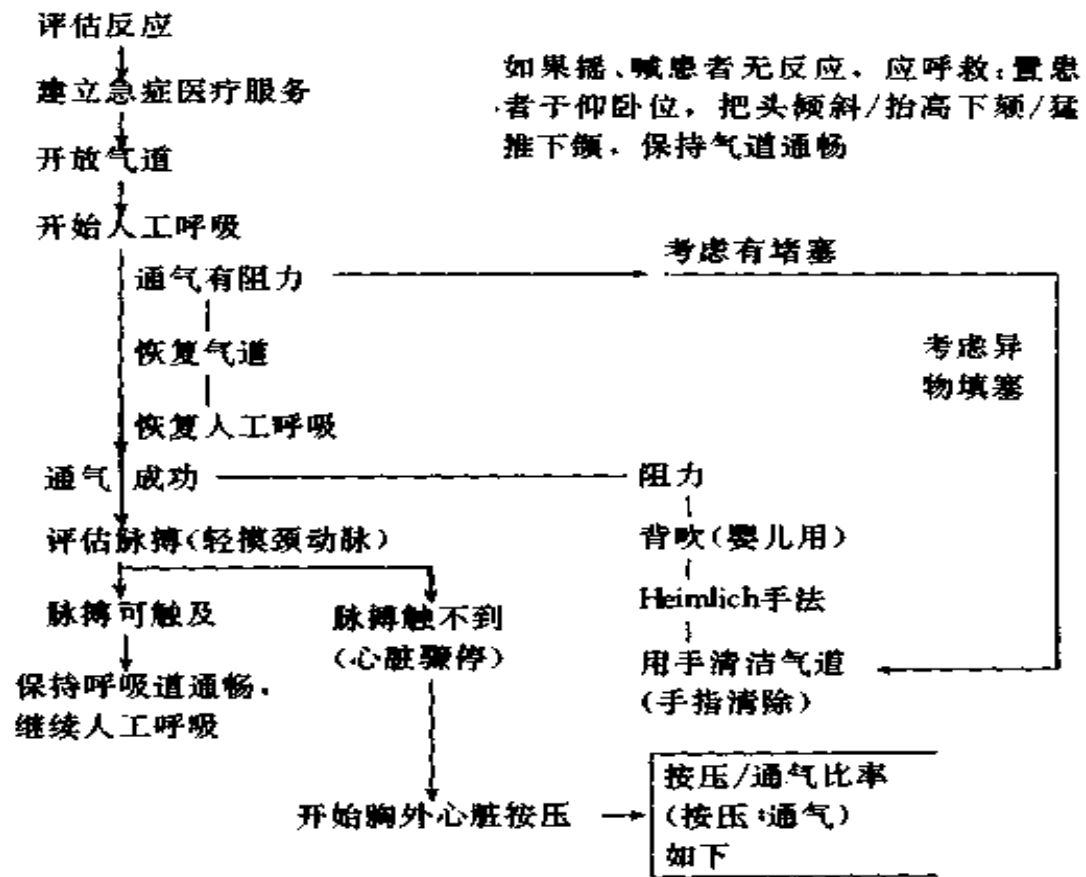 评估反应
如果摇、喊患者无反应，应呼救；置患
者于仰卧位，把头倾斜/抬高下颏/猛
推下颌，保持气道通畅
建立急症医疗服务
开放气道
开始人工呼吸
通气有阻力
考虑有堵塞
恢复气道
考虑异
物填塞
恢复人工呼吸
通气成功
阻力
评估脉搏(轻摸颈动脉)
背吹(婴儿用)
脉搏可触及
脉搏触不到
(心脏骤停)
Heimlich手法
保持呼吸道通畅，
继续人工呼吸
用手清洁气道
(手指清除)
开始胸外心脏按压
按压/通气比率
(按压:通气)
如下